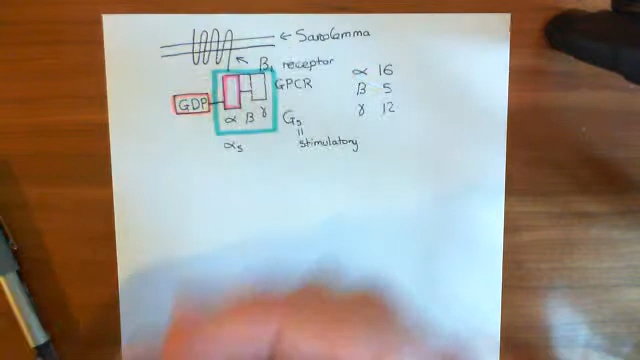 ← Sarcolemma
β₁ receptor
GPCR
GDP
α β γ
Gs
=
stimulatory
αs
α 16
β 5
γ 12